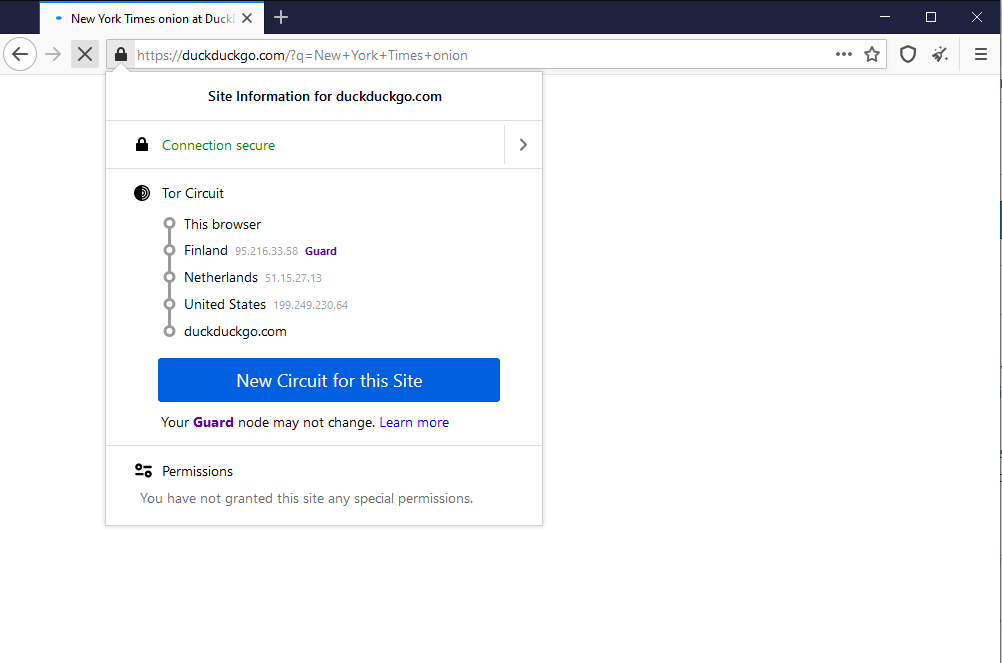 New York Times onion at Duck
https://duckduckgo.com/?q=New+York+Times+onion
Site Information for duckduckgo.com
Connection secure
Tor Circuit
This browser
Finland 95.216.33.58 Guard
Netherlands 51.15.27.13
United States 199.249.230.64
duckduckgo.com
New Circuit for this Site
Your Guard node may not change. Learn more
Permissions
You have not granted this site any special permissions.